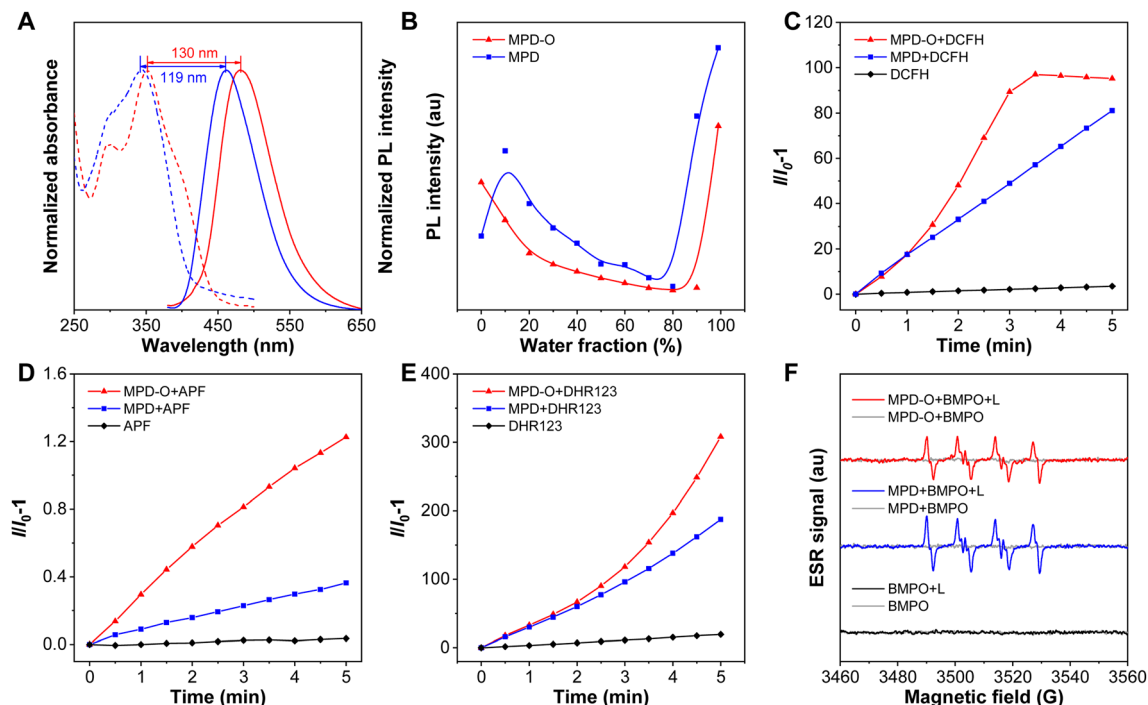 A
Normalized absorbance
Normalized PL intensity
130 nm
119 nm
250 350 450 550 650
Wavelength (nm)
B
PL intensity (au)
MPD-O
MPD
0 20 40 60 80 100
Water fraction (%)
C
I/I0-1
MPD-O+DCFH
MPD+DCFH
DCFH
120
100
80
60
40
20
0
0 1 2 3 4 5
Time (min)
D
I/I0-1
MPD-O+APF
MPD+APF
APF
1.6
1.2
0.8
0.4
0.0
0 1 2 3 4 5
Time (min)
E
I/I0-1
MPD-O+DHR123
MPD+DHR123
DHR123
400
300
200
100
0
0 1 2 3 4 5
Time (min)
F
ESR signal (au)
MPD-O+BMPO+L
MPD-O+BMPO
MPD+BMPO+L
MPD+BMPO
BMPO+L
BMPO
3460 3480 3500 3520 3540 3560
Magnetic field (G)